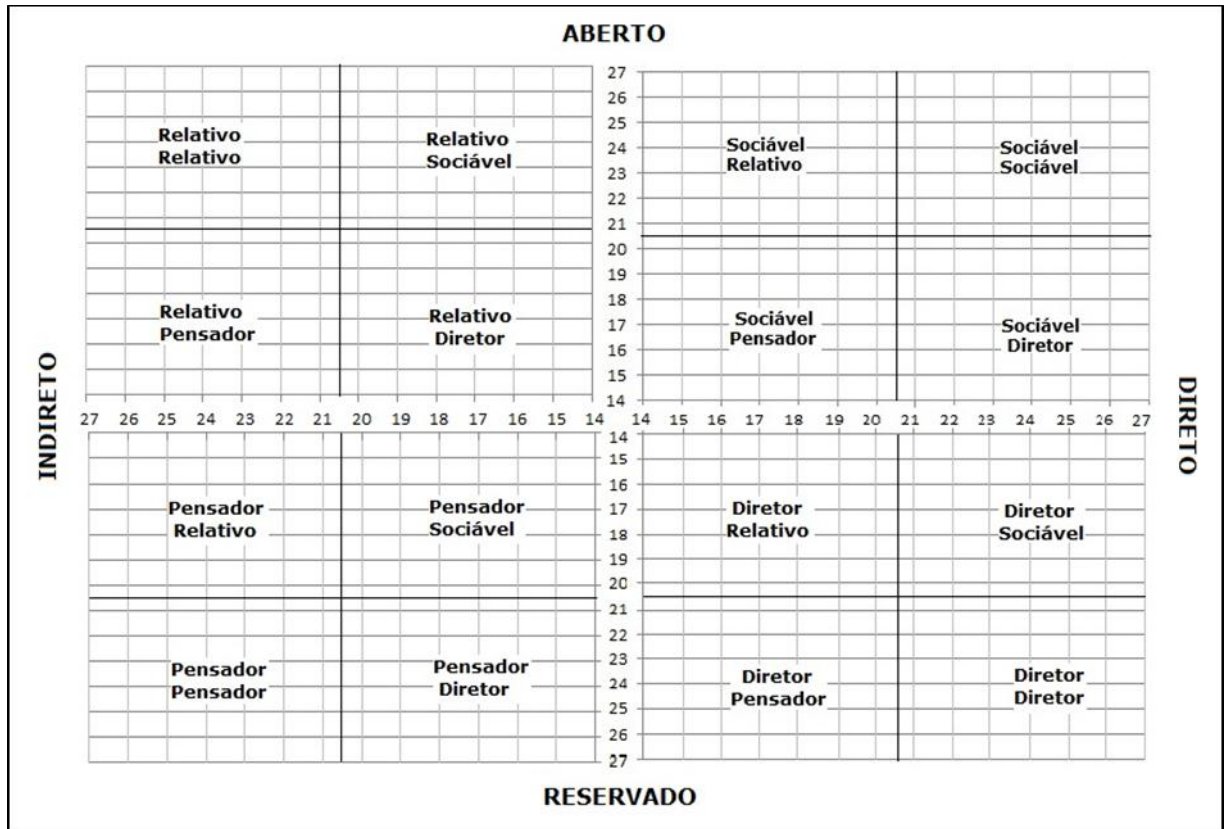 ABERTO
Relativo
Relativo
Relativo
Sociável
27
26
25
24
23
22
21
20
19
18
17
16
15
14
Sociável
Relativo
Sociável
Sociável
Relativo
Pensador
Relativo
Diretor
Sociável
Pensador
Sociável
Diretor
INDIRETO
DIRETO
27 26 25 24 23 22 21 20 19 18 17 16 15 14
14 15 16 17 18 19 20 21 22 23 24 25 26 27
Pensador
Relativo
Pensador
Sociável
14
15
16
17
18
19
20
21
22
23
24
25
26
27
Diretor
Relativo
Diretor
Sociável
Pensador
Pensador
Pensador
Diretor
Diretor
Pensador
Diretor
Diretor
RESERVADO